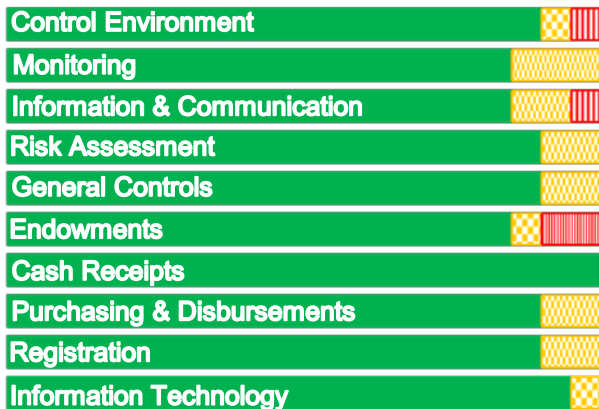 Control Environment
Monitoring
Information & Communication
Risk Assessment
General Controls
Endowments
Cash Receipts
Purchasing & Disbursements
Registration
Information Technology